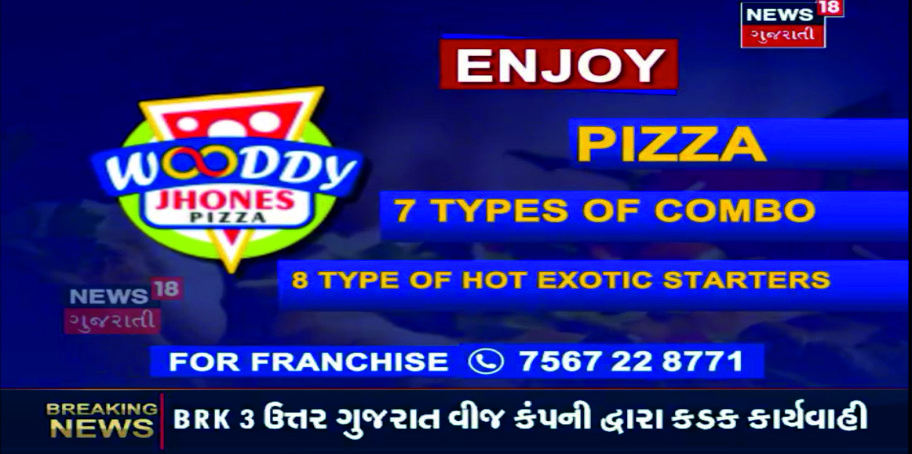 NEWS 18
ગુજરાતી
ENJOY
PIZZA
WOODDY
JHONES
PIZZA
7 TYPES OF COMBO
8 TYPE OF HOT EXOTIC STARTERS
NEWS 18
ગુજરાતી
FOR FRANCHISE 7567 22 8771
BREAKING
NEWS
BRK 3 ઉત્તર ગુજરાત વીજ કંપની દ્વારા કડક કાર્યવાહી